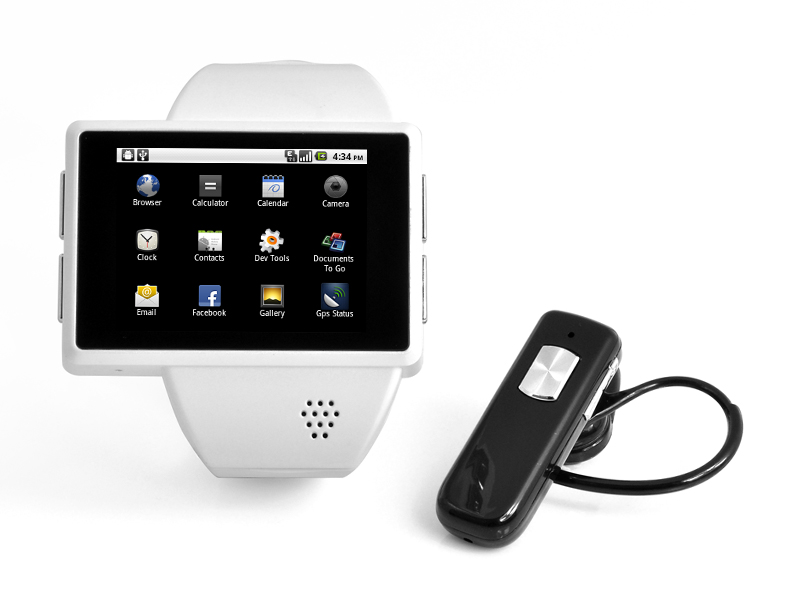 4:34 PM
Browser Calculator Calendar Camera
Clock Contacts Dev Tools Documents
To Go
Email Facebook Gallery Gps Status